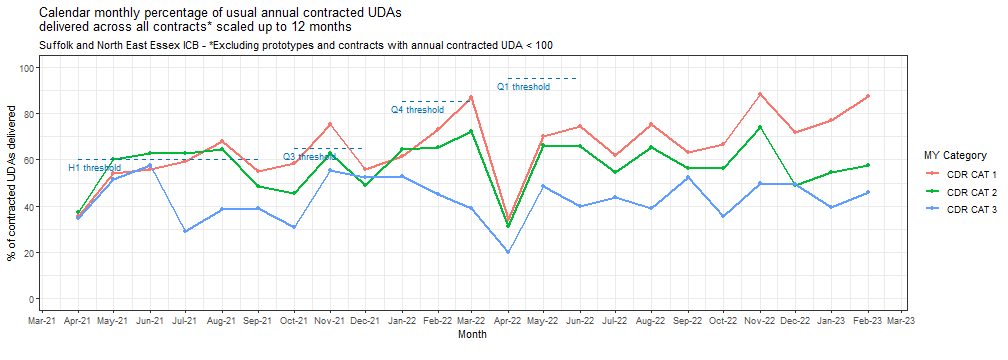 Calendar monthly percentage of usual annual contracted UDAs
delivered across all contracts* scaled up to 12 months
Suffolk and North East Essex ICB - *Excluding prototypes and contracts with annual contracted UDA < 100
% of contracted UDAs delivered
100
80
60
40
20
0
H1 threshold
Q3 threshold
Q4 threshold
Q1 threshold
Mar-21 Apr-21 May-21 Jun-21 Jul-21 Aug-21 Sep-21 Oct-21 Nov-21 Dec-21 Jan-22 Feb-22 Mar-22 Apr-22 May-22 Jun-22 Jul-22 Aug-22 Sep-22 Oct-22 Nov-22 Dec-22 Jan-23 Feb-23 Mar-23
Month
MY Category
CDR CAT 1
CDR CAT 2
CDR CAT 3